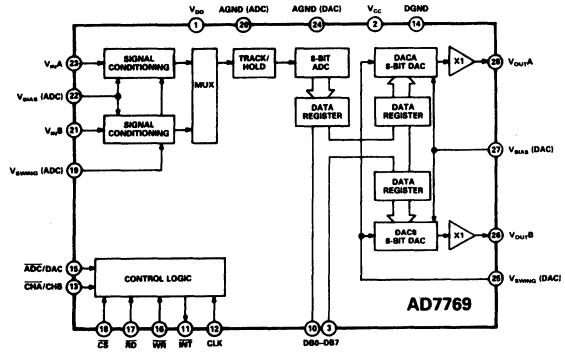 VDD AGND (ADC) AGND (DAC) VCC DGND
1 20 24 2 14
23 VINA SIGNAL CONDITIONING
MUX
TRACK/ HOLD
8-BIT ADC
DACA 8-BIT DAC
X1
28 VOUTA
VBIAS (ADC) 22
DATA REGISTER
DATA REGISTER
VINB 21 SIGNAL CONDITIONING
27 VBIAS (DAC)
VSWING (ADC) 19
DATA REGISTER
DACB 8-BIT DAC
X1
26 VOUTB
ADC/DAC 15
CONTROL LOGIC
25 VSWING (DAC)
CHA/CHB 13
AD7769
18 17 16 11 12 10 3
CS RD WR INT CLK DB0–DB7